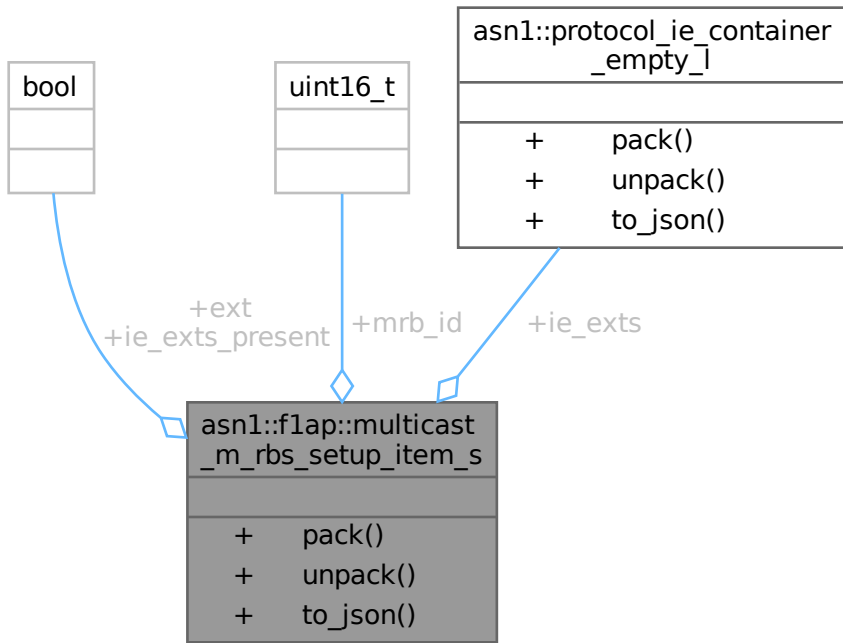 asn1::protocol_ie_container
_empty_l
bool
uint16_t
+ pack()
+ unpack()
+ to_json()
+ext
+ie_exts_present
+mrb_id
+ie_exts
asn1::f1ap::multicast
_m_rbs_setup_item_s
+ pack()
+ unpack()
+ to_json()